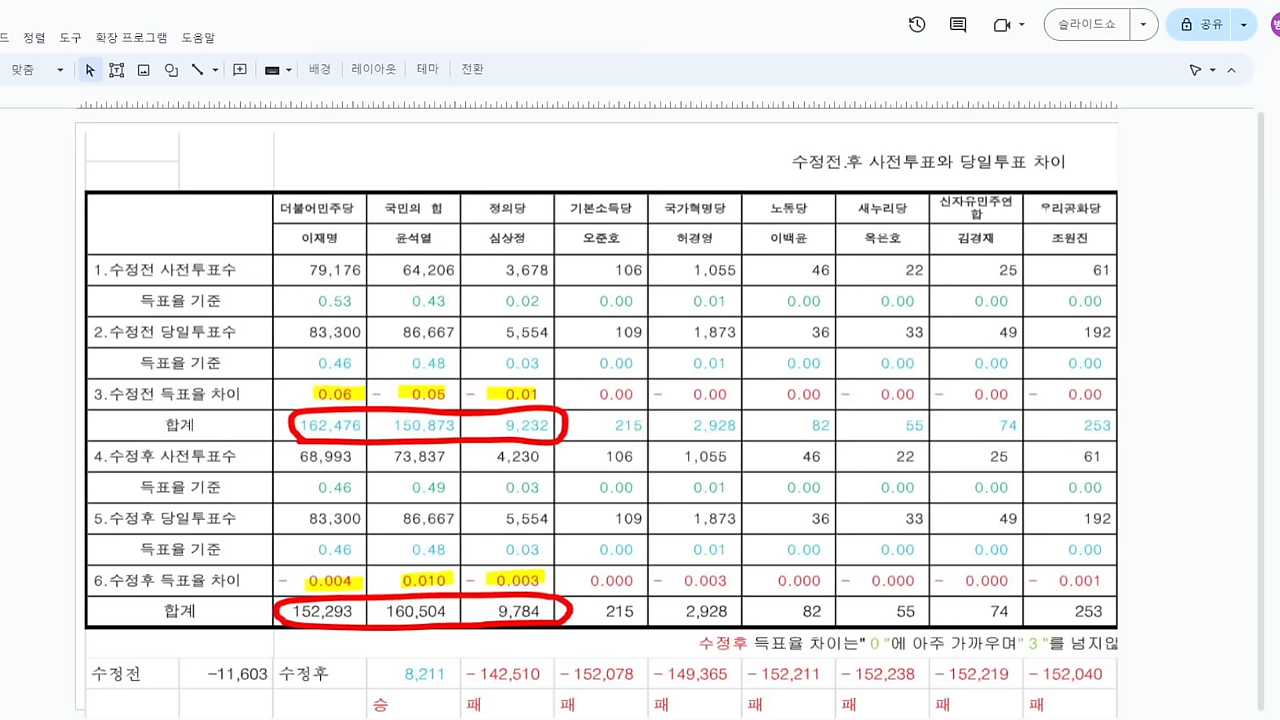 드 정렬 도구 확장 프로그램 도움말
슬라이드쇼
공유
맞춤
배경 레이아웃 테마 전환
수정전.후 사전투표와 당일투표 차이
더불어민주당 국민의 힘 정의당 기본소득당 국가혁명당 노동당 새누리당 신자유민주연합 우리공화당
이재명 윤석열 심상정 오준호 허경영 이백윤 옥은호 김경재 조원진
1.수정전 사전투표수 79,176 64,206 3,678 106 1,055 46 22 25 61
득표율 기준 0.53 0.43 0.02 0.00 0.01 0.00 0.00 0.00 0.00
2.수정전 당일투표수 83,300 86,667 5,554 109 1,873 36 33 49 192
득표율 기준 0.46 0.48 0.03 0.00 0.01 0.00 0.00 0.00 0.00
3.수정전 득표율 차이 0.06 - 0.05 - 0.01 0.00 - 0.00 0.00 - 0.00 - 0.00 - 0.00
합계 162,476 150,873 9,232 215 2,928 82 55 74 253
4.수정후 사전투표수 68,993 73,837 4,230 106 1,055 46 22 25 61
득표율 기준 0.46 0.49 0.03 0.00 0.01 0.00 0.00 0.00 0.00
5.수정후 당일투표수 83,300 86,667 5,554 109 1,873 36 33 49 192
득표율 기준 0.46 0.48 0.03 0.00 0.01 0.00 0.00 0.00 0.00
6.수정후 득표율 차이 - 0.004 0.010 - 0.003 0.000 - 0.003 0.000 - 0.000 - 0.000 - 0.001
합계 152,293 160,504 9,784 215 2,928 82 55 74 253
수정후 득표율 차이는" 0 "에 아주 가까우며" 3 "를 넘지않
수정전 -11,603 수정후 8,211 -142,510 -152,078 -149,365 -152,211 -152,238 -152,219 -152,040
승 패 패 패 패 패 패 패